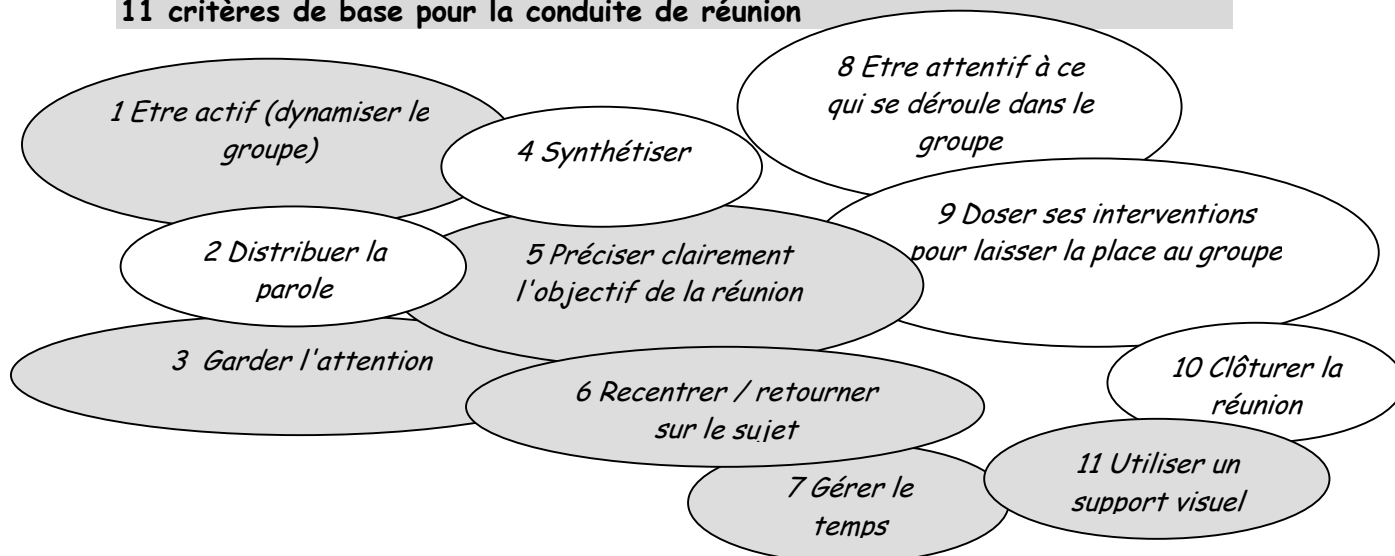 11 critères de base pour la conduite de réunion
1 Etre actif (dynamiser le
groupe)
2 Distribuer la
parole
3 Garder l'attention
4 Synthétiser
5 Préciser clairement
l'objectif de la réunion
6 Recentrer / retourner
sur le sujet
7 Gérer le
temps
8 Etre attentif à ce
qui se déroule dans le
groupe
9 Doser ses interventions
pour laisser la place au groupe
10 Clôturer la
réunion
11 Utiliser un
support visuel